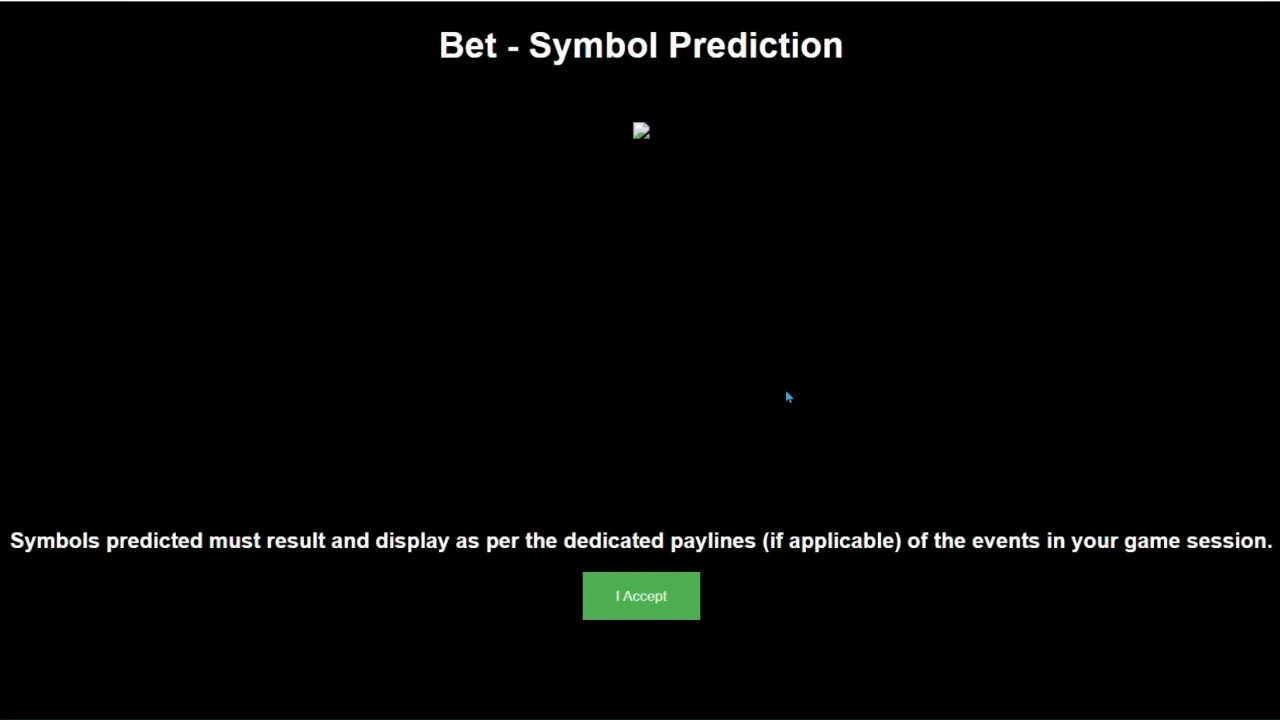 Bet - Symbol Prediction
Symbols predicted must result and display as per the dedicated paylines (if applicable) of the events in your game session.
I Accept